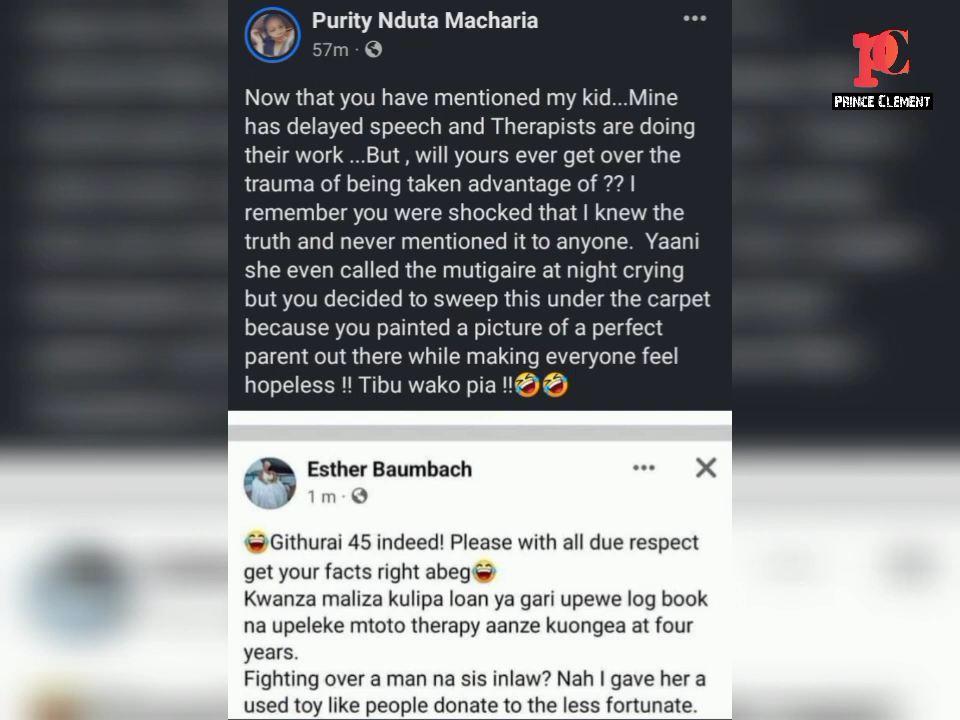 Purity Nduta Macharia
57m
Now that you have mentioned my kid...Mine
has delayed speech and Therapists are doing
their work ...But , will yours ever get over the
trauma of being taken advantage of ?? I
remember you were shocked that I knew the
truth and never mentioned it to anyone. Yaani
she even called the mutigaire at night crying
but you decided to sweep this under the carpet
because you painted a picture of a perfect
parent out there while making everyone feel
hopeless !! Tibu wako pia !!🤣🤣
Esther Baumbach
1 m
😂Githurai 45 indeed! Please with all due respect
get your facts right abeg😂
Kwanza maliza kulipa loan ya gari upewe log book
na upeleke mtoto therapy aanze kuongea at four
years.
Fighting over a man na sis inlaw? Nah I gave her a
used toy like people donate to the less fortunate.
PC
PRINCE CLEMENT